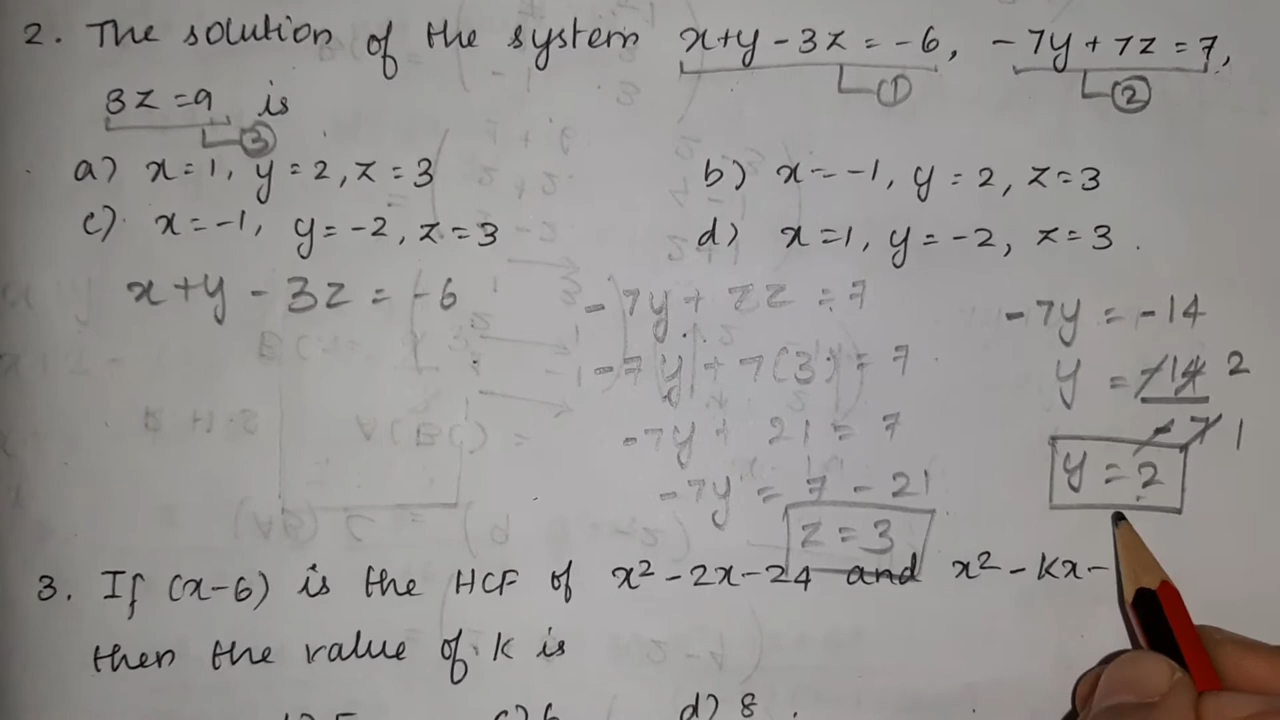 2. The solution of the system x+y-3z=-6, -7y+7z=7,
① ②
3z=9 is
③
a) x=1, y=2, z=3 b) x=-1, y=2, z=3
c) x=-1, y=-2, z=3 d) x=1, y=-2, z=3.
x+y-3z=-6
-7y+7z=7
-7y+7(3)=7
-7y+21=7
-7y=7-21
z=3
-7y=-14
y=-14 2
-7 1
y=2
3. If (x-6) is the HCF of x²-2x-24 and x²-kx-
then the value of k is
c) 6 d) 8.